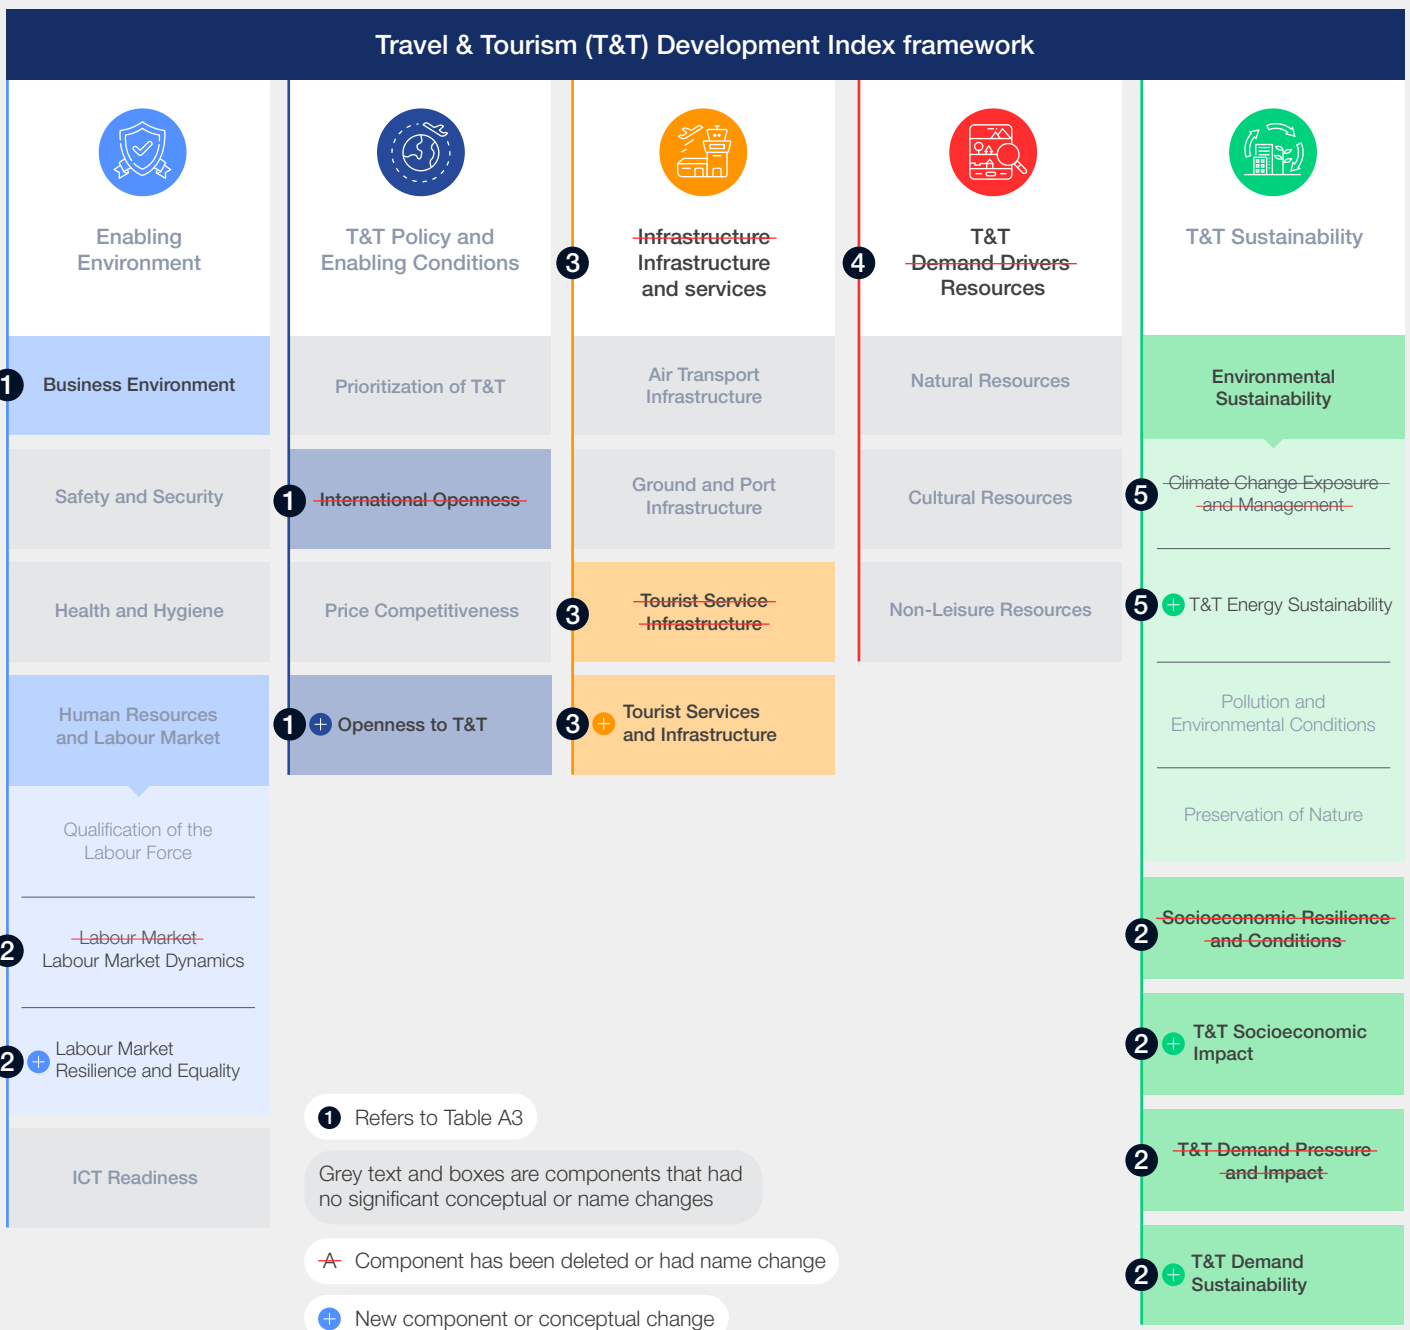 Travel & Tourism (T&T) Development Index framework
Enabling
Environment
1
Business Environment
Safety and Security
Health and Hygiene
Human Resources
and Labour Market
Qualification of the
Labour Force
2
Labour Market
Labour Market Dynamics
2
+
Labour Market
Resilience and Equality
ICT Readiness
T&T Policy and
Enabling Conditions
Prioritization of T&T
1
International Openness
Price Competitiveness
1
+ Openness to T&T
3
Infrastructure
Infrastructure
and services
Air Transport
Infrastructure
Ground and Port
Infrastructure
3
Tourist Service
Infrastructure
3
+
Tourist Services
and Infrastructure
4
T&T
Demand Drivers
Resources
Natural Resources
Cultural Resources
Non-Leisure Resources
T&T Sustainability
Environmental
Sustainability
5
Climate Change Exposure
and Management
5
+ T&T Energy Sustainability
Pollution and
Environmental Conditions
Preservation of Nature
2
Socioeconomic Resilience
and Conditions
2
+
T&T Socioeconomic
Impact
2
T&T Demand Pressure
and Impact
2
+
T&T Demand
Sustainability
1 Refers to Table A3
Grey text and boxes are components that had
no significant conceptual or name changes
A Component has been deleted or had name change
+ New component or conceptual change